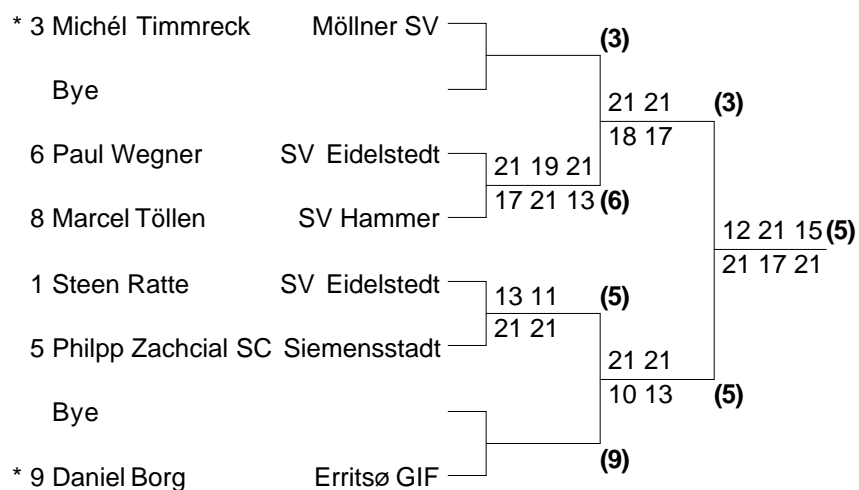 * 3 Michél Timmreck Möllner SV (3)
Bye 21 21 (3)
18 17
6 Paul Wegner SV Eidelstedt 21 19 21
17 21 13 (6)
8 Marcel Töllen SV Hammer 12 21 15 (5)
21 17 21
1 Steen Ratte SV Eidelstedt 13 11 (5)
21 21
5 Philpp Zachcial SC Siemensstadt 21 21
10 13 (5)
Bye
(9)
* 9 Daniel Borg Erritsø GIF